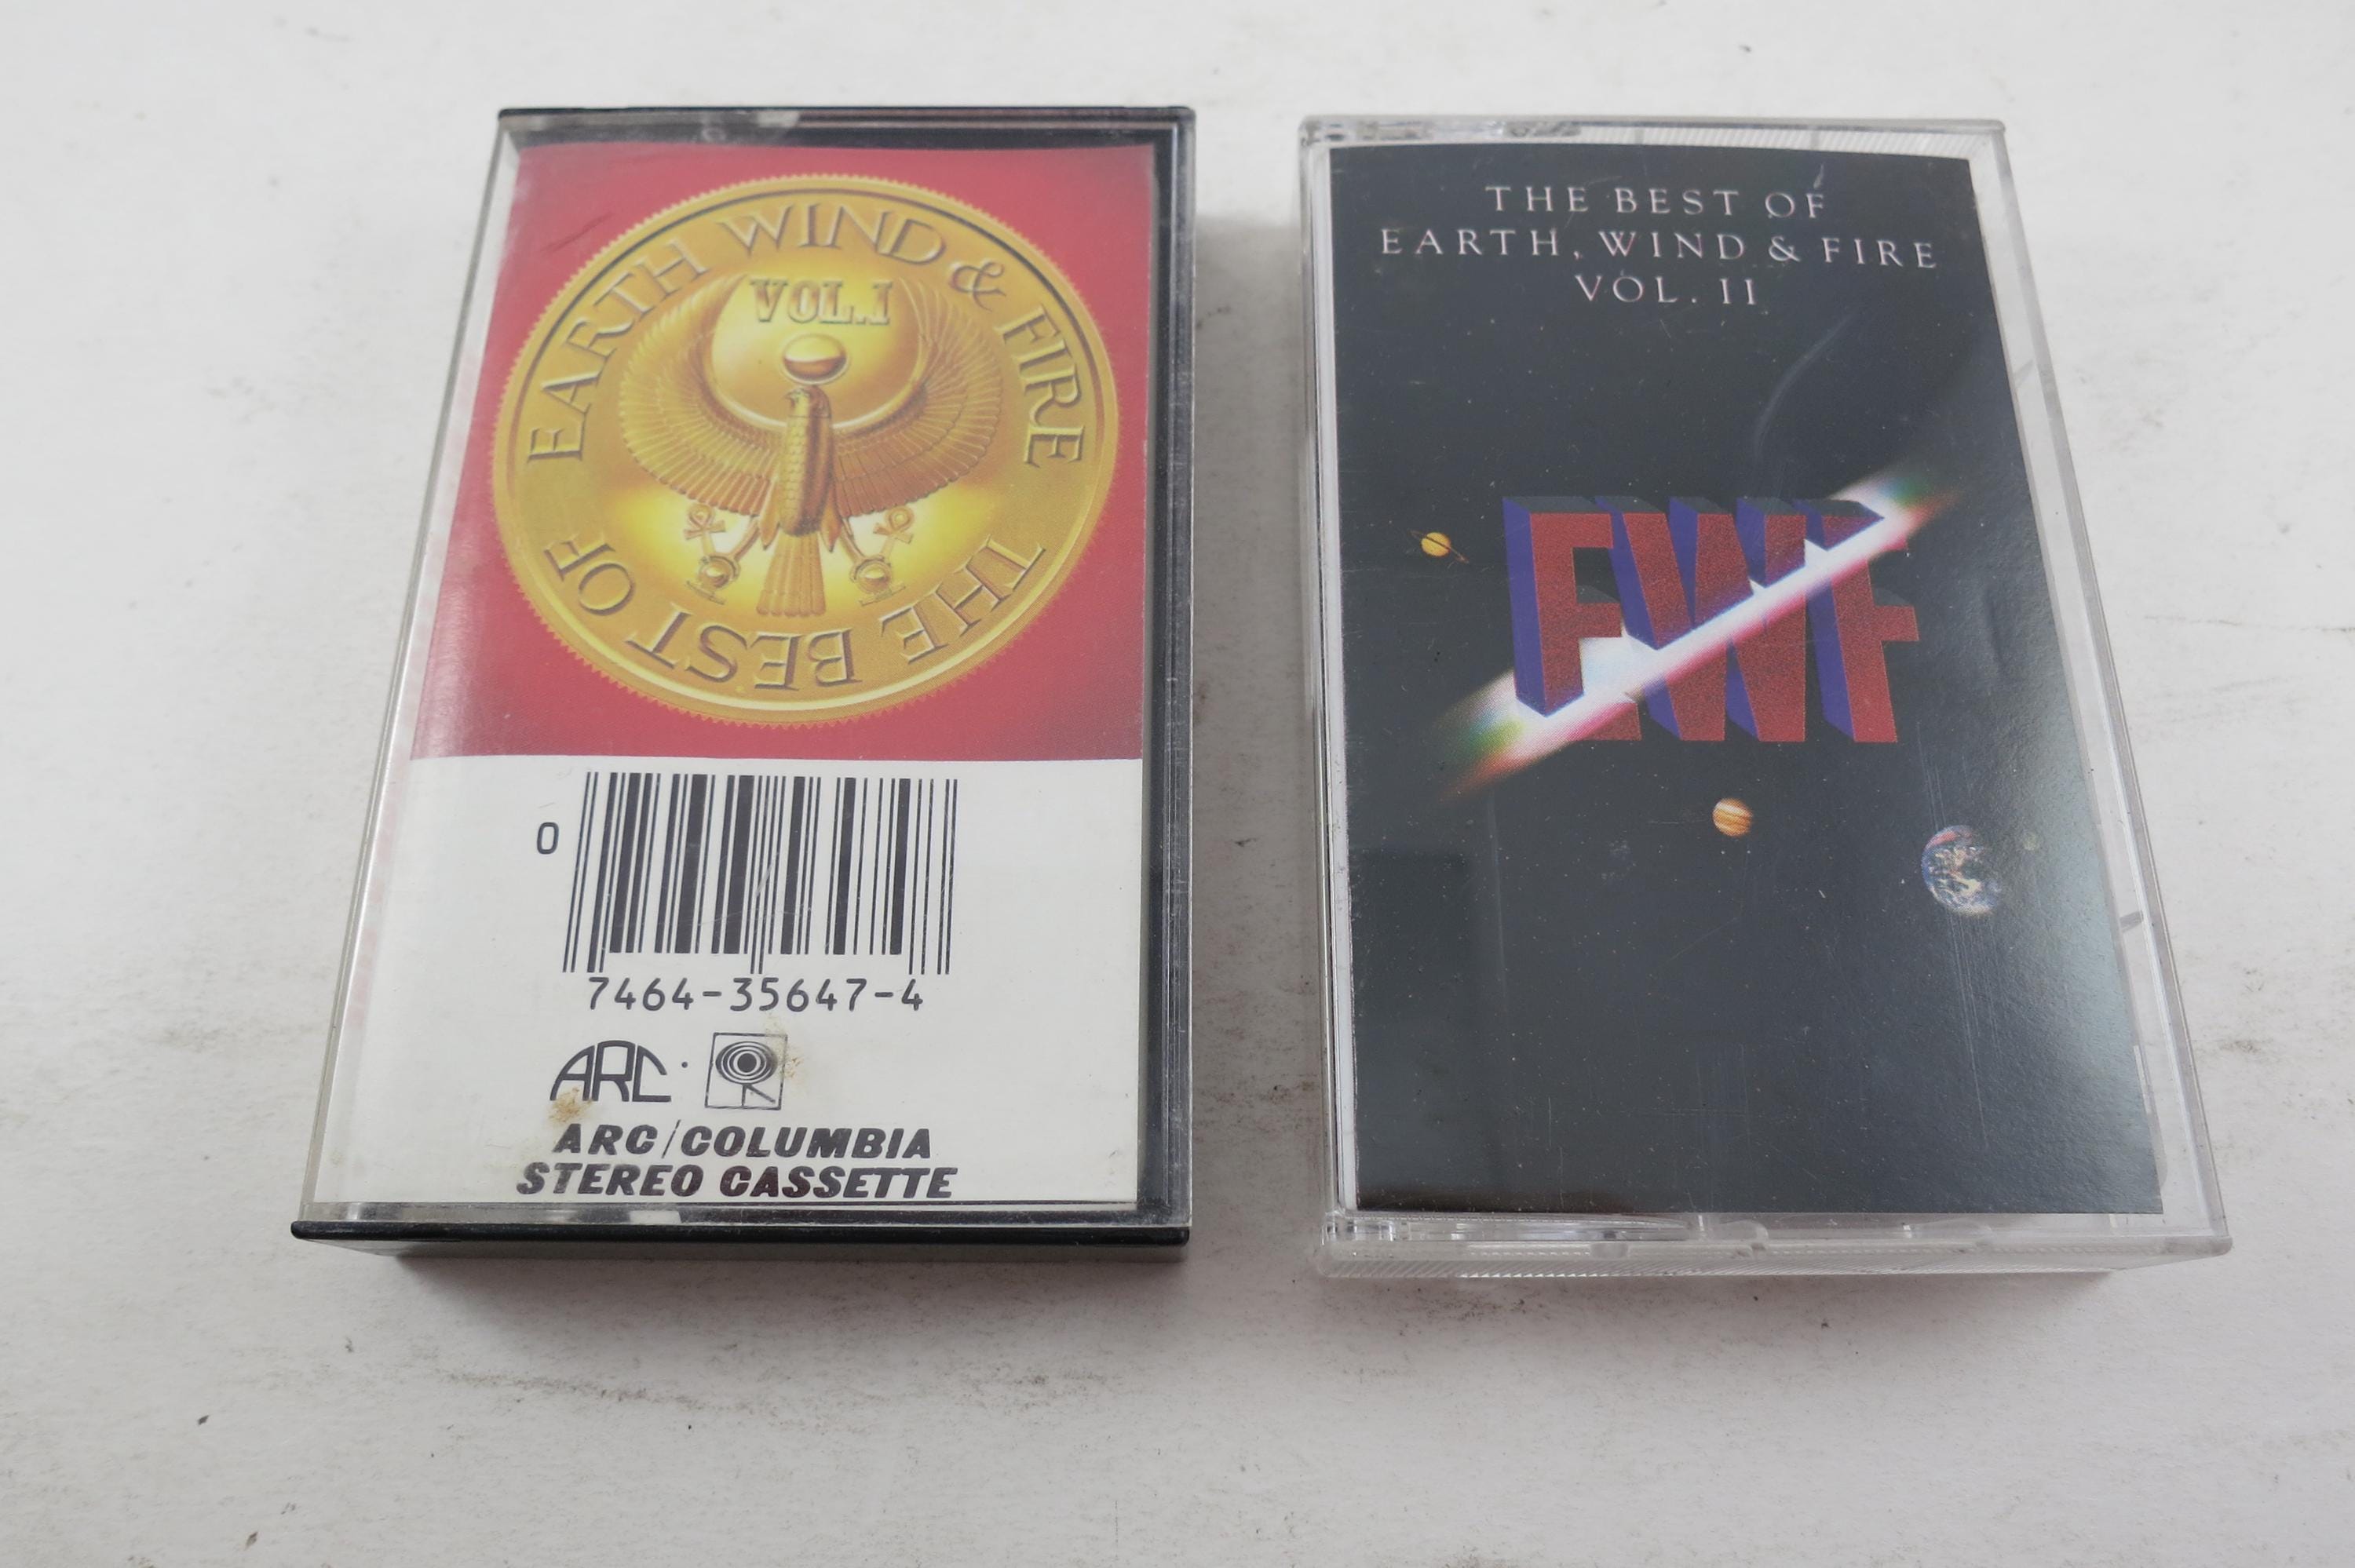 EARTH WIND & FIRE
VOL.I
THE BEST OF
0
7464-35647-4
ARC
ARC/COLUMBIA
STEREO CASSETTE
THE BEST OF
EARTH, WIND & FIRE
VOL. II
EWF